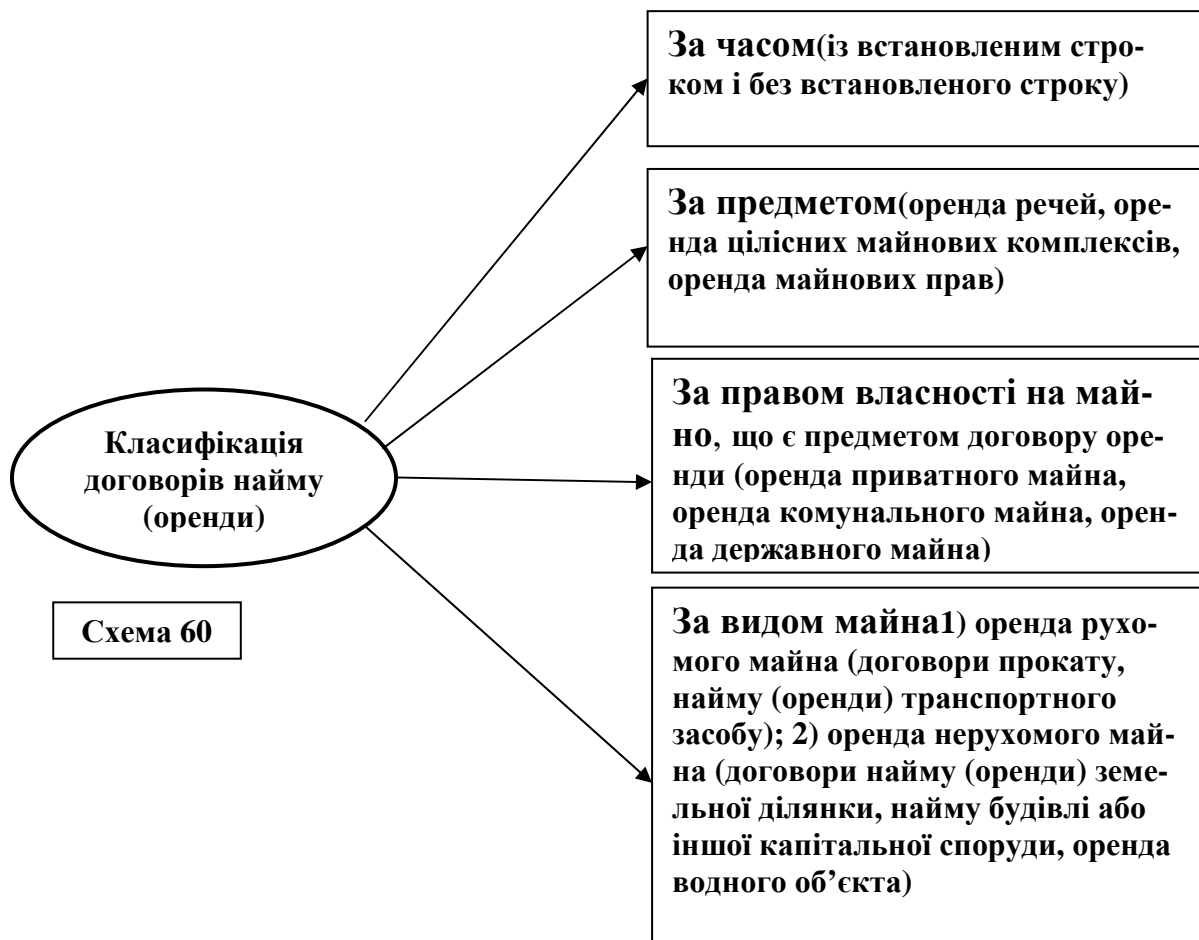 За часом(із встановленим стро-
ком і без встановленого строку)
За предметом(оренда речей, оре-
нда цілісних майнових комплексів,
оренда майнових прав)
За правом власності на май-
но, що є предметом договору оре-
нди (оренда приватного майна,
оренда комунального майна, орен-
да державного майна)
Класифікація
договорів найму
(оренди)
За видом майна1) оренда рухо-
мого майна (договори прокату,
найму (оренди) транспортного
засобу); 2) оренда нерухомого май-
на (договори найму (оренди) земе-
льної ділянки, найму будівлі або
іншої капітальної споруди, оренда
водного об’єкта)
Схема 60